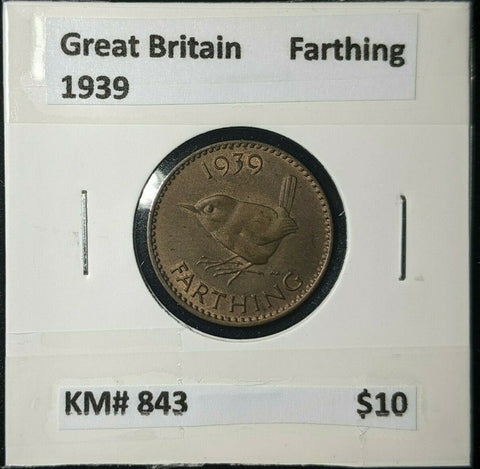 Great Britain Farthing
1939
1939
FARTHING
KM# 843 $10